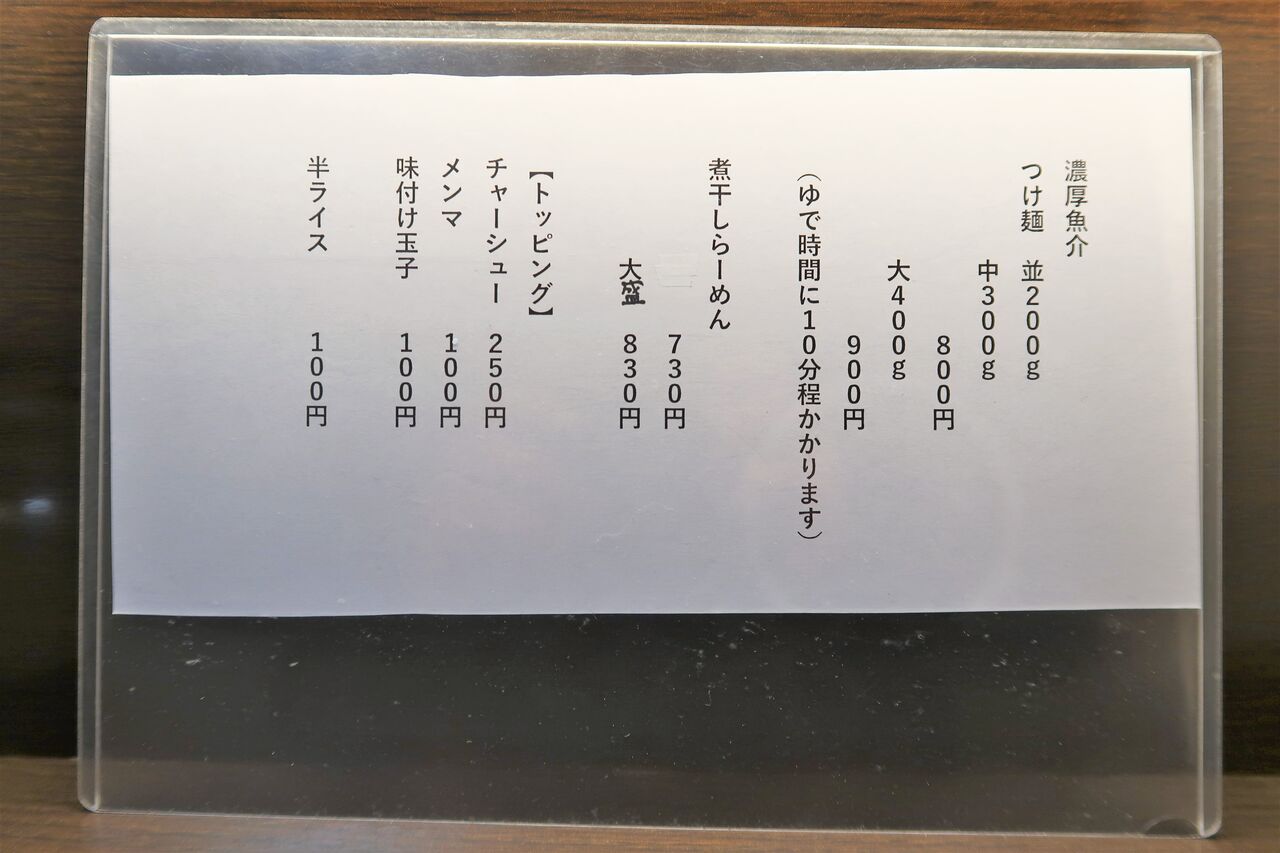 濃厚魚介
つけ麺　並200g
中300g
800円
大400g
900円
（ゆで時間に10分程かかります）
煮干しらーめん
730円
大盛　830円
【トッピング】
チャーシュー　250円
メンマ　100円
味付け玉子　100円
半ライス　100円